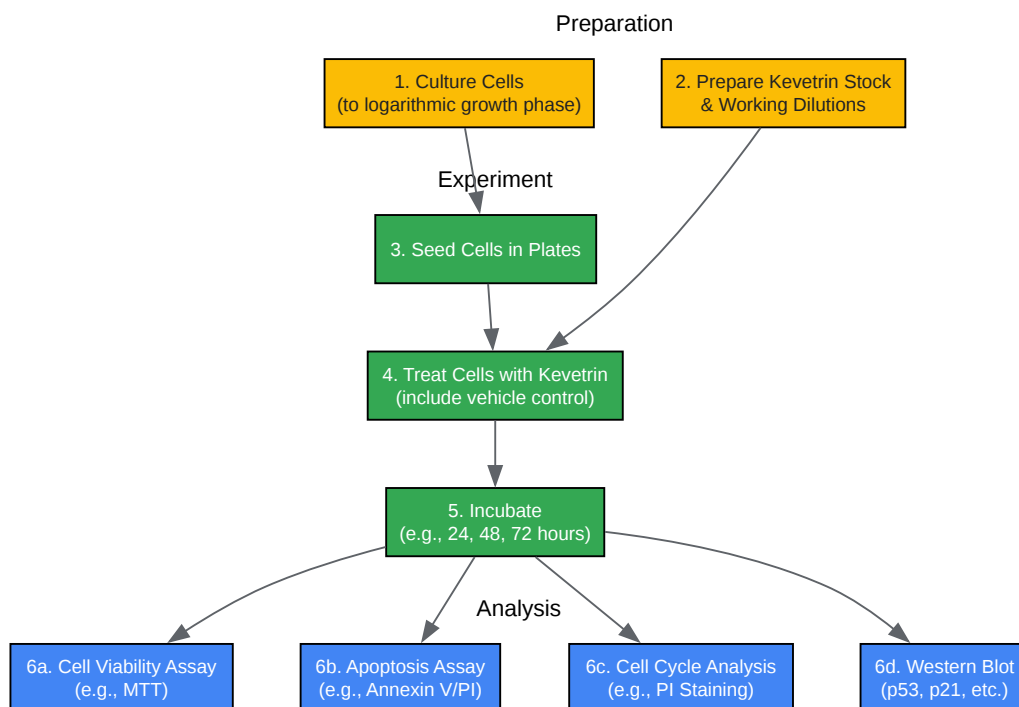 Preparation
1. Culture Cells
(to logarithmic growth phase)
2. Prepare Kevetrin Stock
& Working Dilutions
Experiment
3. Seed Cells in Plates
4. Treat Cells with Kevetrin
(include vehicle control)
5. Incubate
(e.g., 24, 48, 72 hours)
Analysis
6a. Cell Viability Assay
(e.g., MTT)
6b. Apoptosis Assay
(e.g., Annexin V/PI)
6c. Cell Cycle Analysis
(e.g., PI Staining)
6d. Western Blot
(p53, p21, etc.)